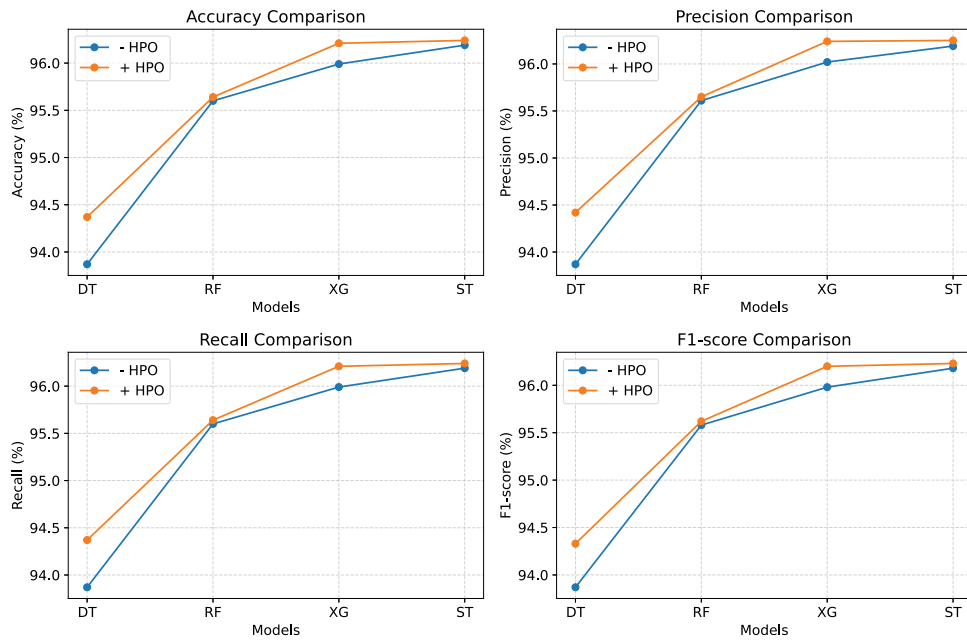 Accuracy Comparison
- HPO
+ HPO
Accuracy (%)
96.0
95.5
95.0
94.5
94.0
DT RF XG ST
Models
Precision Comparison
- HPO
+ HPO
Precision (%)
96.0
95.5
95.0
94.5
94.0
DT RF XG ST
Models
Recall Comparison
- HPO
+ HPO
Recall (%)
96.0
95.5
95.0
94.5
94.0
DT RF XG ST
Models
F1-score Comparison
- HPO
+ HPO
F1-score (%)
96.0
95.5
95.0
94.5
94.0
DT RF XG ST
Models